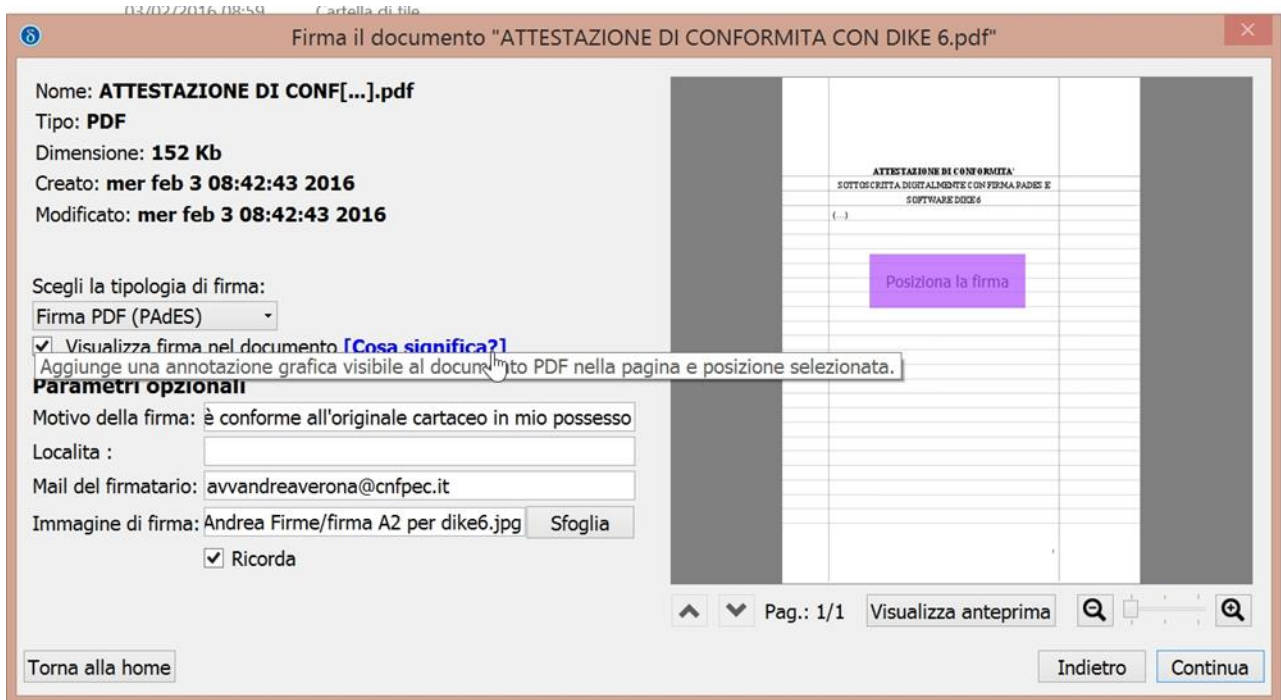 03/02/2016 08:59 Cartella di file
Firma il documento "ATTESTAZIONE DI CONFORMITA CON DIKE 6.pdf"
Nome: ATTESTAZIONE DI CONF[...].pdf
Tipo: PDF
Dimensione: 152 Kb
Creato: mer feb 3 08:42:43 2016
Modificato: mer feb 3 08:42:43 2016
Scegli la tipologia di firma:
Firma PDF (PAdES)
Visualizza firma nel documento [Cosa significa?]
Aggiunge una annotazione grafica visibile al documento PDF nella pagina e posizione selezionata.
Parametri opzionali
Motivo della firma: è conforme all'originale cartaceo in mio possesso
Localita :
Mail del firmatario: avvandreaverona@cnfpec.it
Immagine di firma: Andrea Firme/firma A2 per dike6.jpg Sfoglia
Ricorda
ATTESTAZIONE DI CONFORMITA'
SOTTOSCRITTA DIGITALMENTE CON FIRMA PADES E
SOFTWARE DIKE 6
(...)
Posiziona la firma
Pag.: 1/1 Visualizza anteprima
Torna alla home Indietro Continua